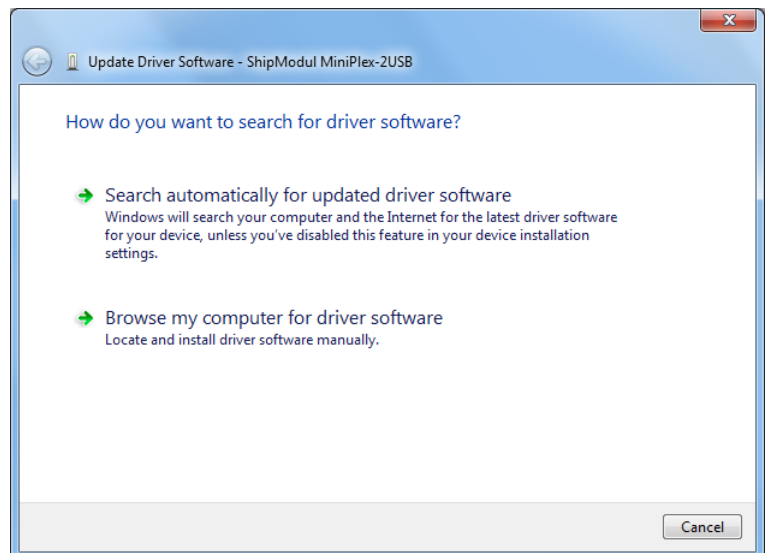 Update Driver Software - ShipModul MiniPlex-2USB
How do you want to search for driver software?
Search automatically for updated driver software
Windows will search your computer and the Internet for the latest driver software
for your device, unless you've disabled this feature in your device installation
settings.
Browse my computer for driver software
Locate and install driver software manually.
Cancel